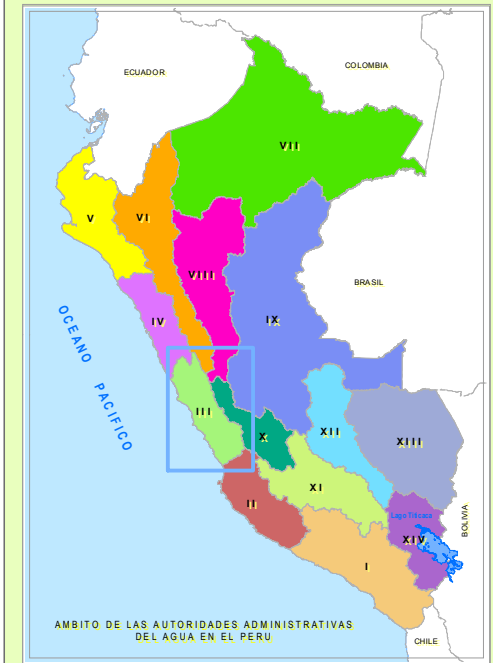 ECUADOR
COLOMBIA
VII
V
VI
VIII
BRASIL
IX
IV
OCEANO PACIFICO
III
XII
X
XIII
XI
II
Lago Titicaca
BOLIVIA
XIV
I
AMBITO DE LAS AUTORIDADES ADMINISTRATIVAS
DEL AGUA EN EL PERU
CHILE